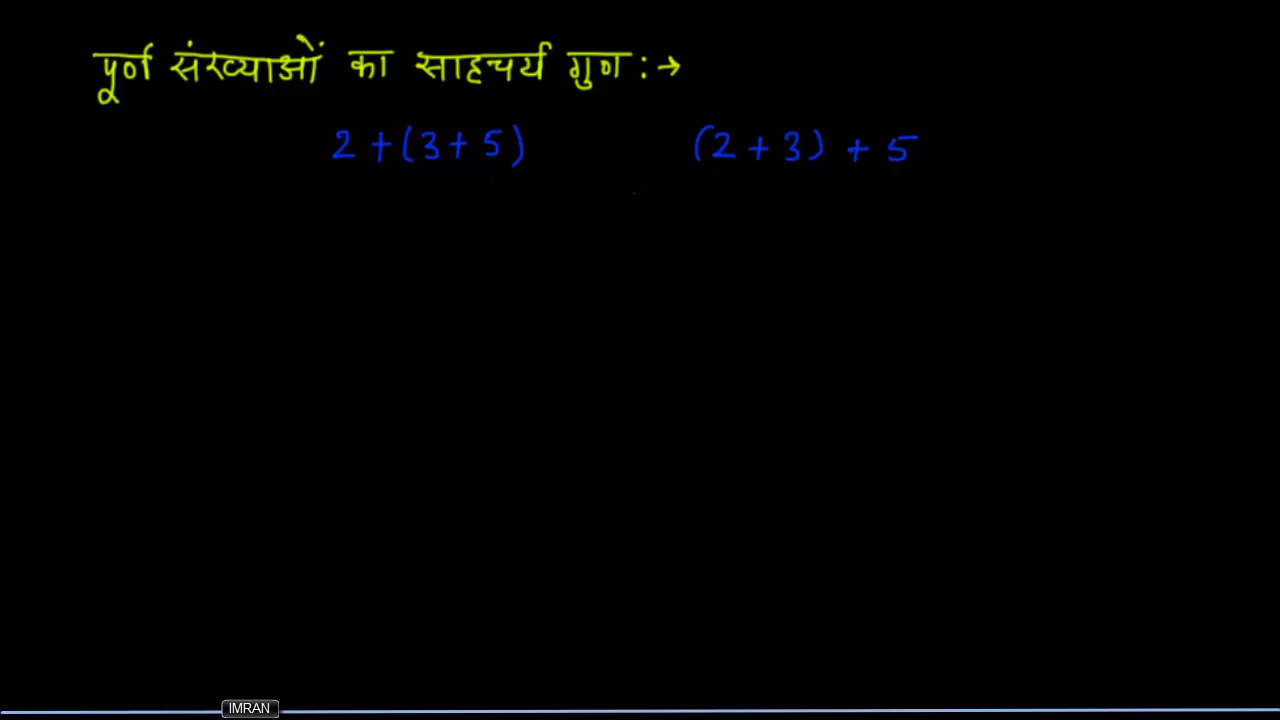 पूर्ण संख्याओं का साहचर्य गुण :→
2 + (3 + 5) (2 + 3) + 5
IMRAN